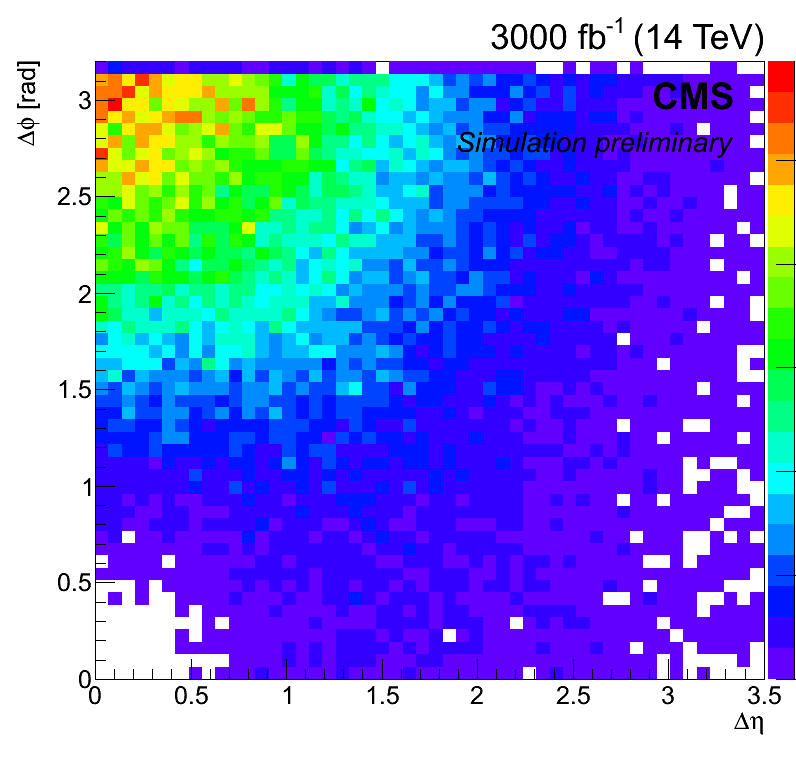 3000 fb-1 (14 TeV)
CMS
Simulation preliminary
Δϕ [rad]
3
2.5
2
1.5
1
0.5
0
0 0.5 1 1.5 2 2.5 3 3.5
Δη